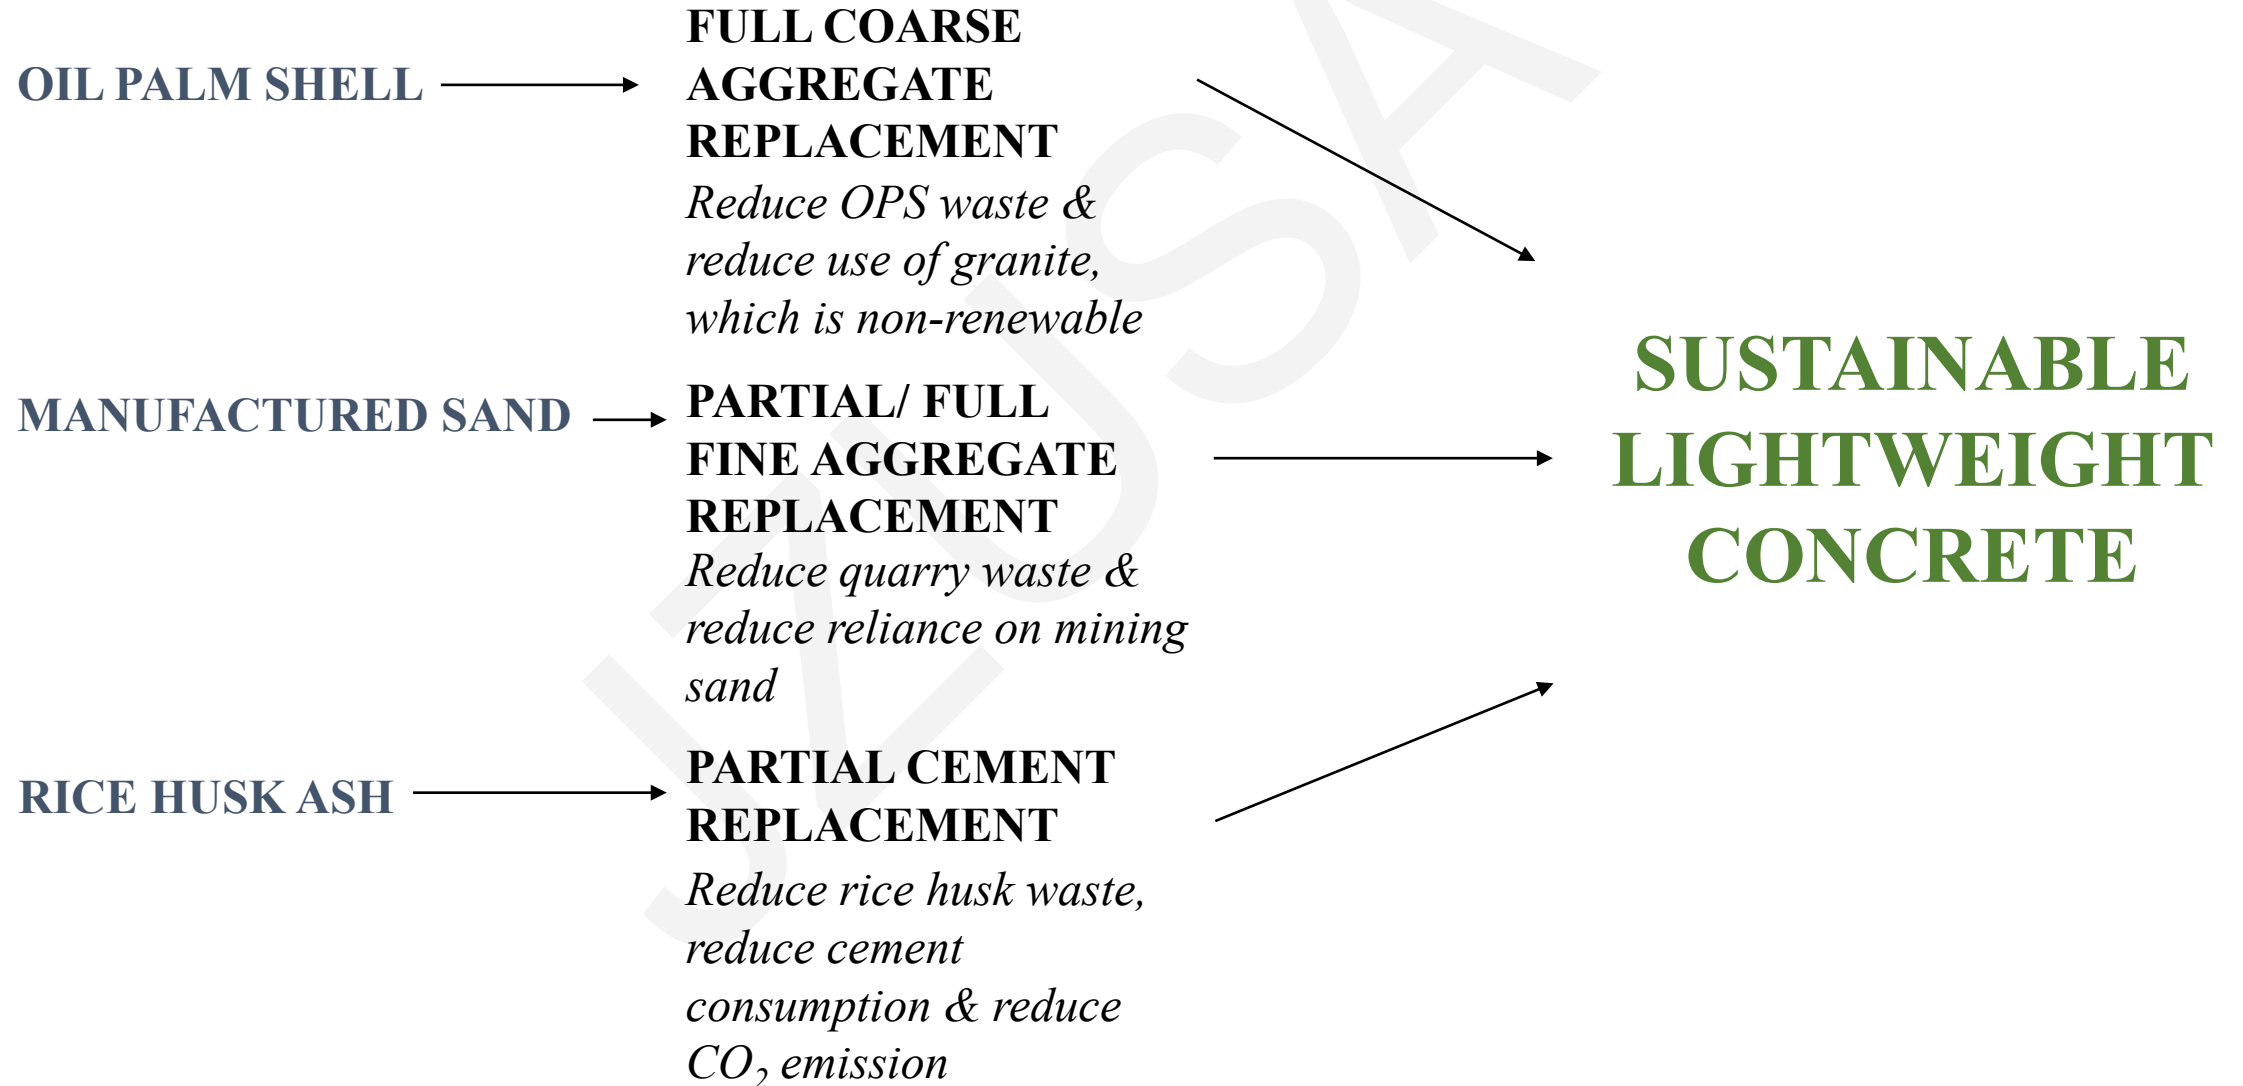 OIL PALM SHELL
FULL COARSE
AGGREGATE
REPLACEMENT
Reduce OPS waste &
reduce use of granite,
which is non-renewable
MANUFACTURED SAND
PARTIAL/ FULL
FINE AGGREGATE
REPLACEMENT
Reduce quarry waste &
reduce reliance on mining
sand
RICE HUSK ASH
PARTIAL CEMENT
REPLACEMENT
Reduce rice husk waste,
reduce cement
consumption & reduce
CO₂ emission
SUSTAINABLE
LIGHTWEIGHT
CONCRETE
JZUSA